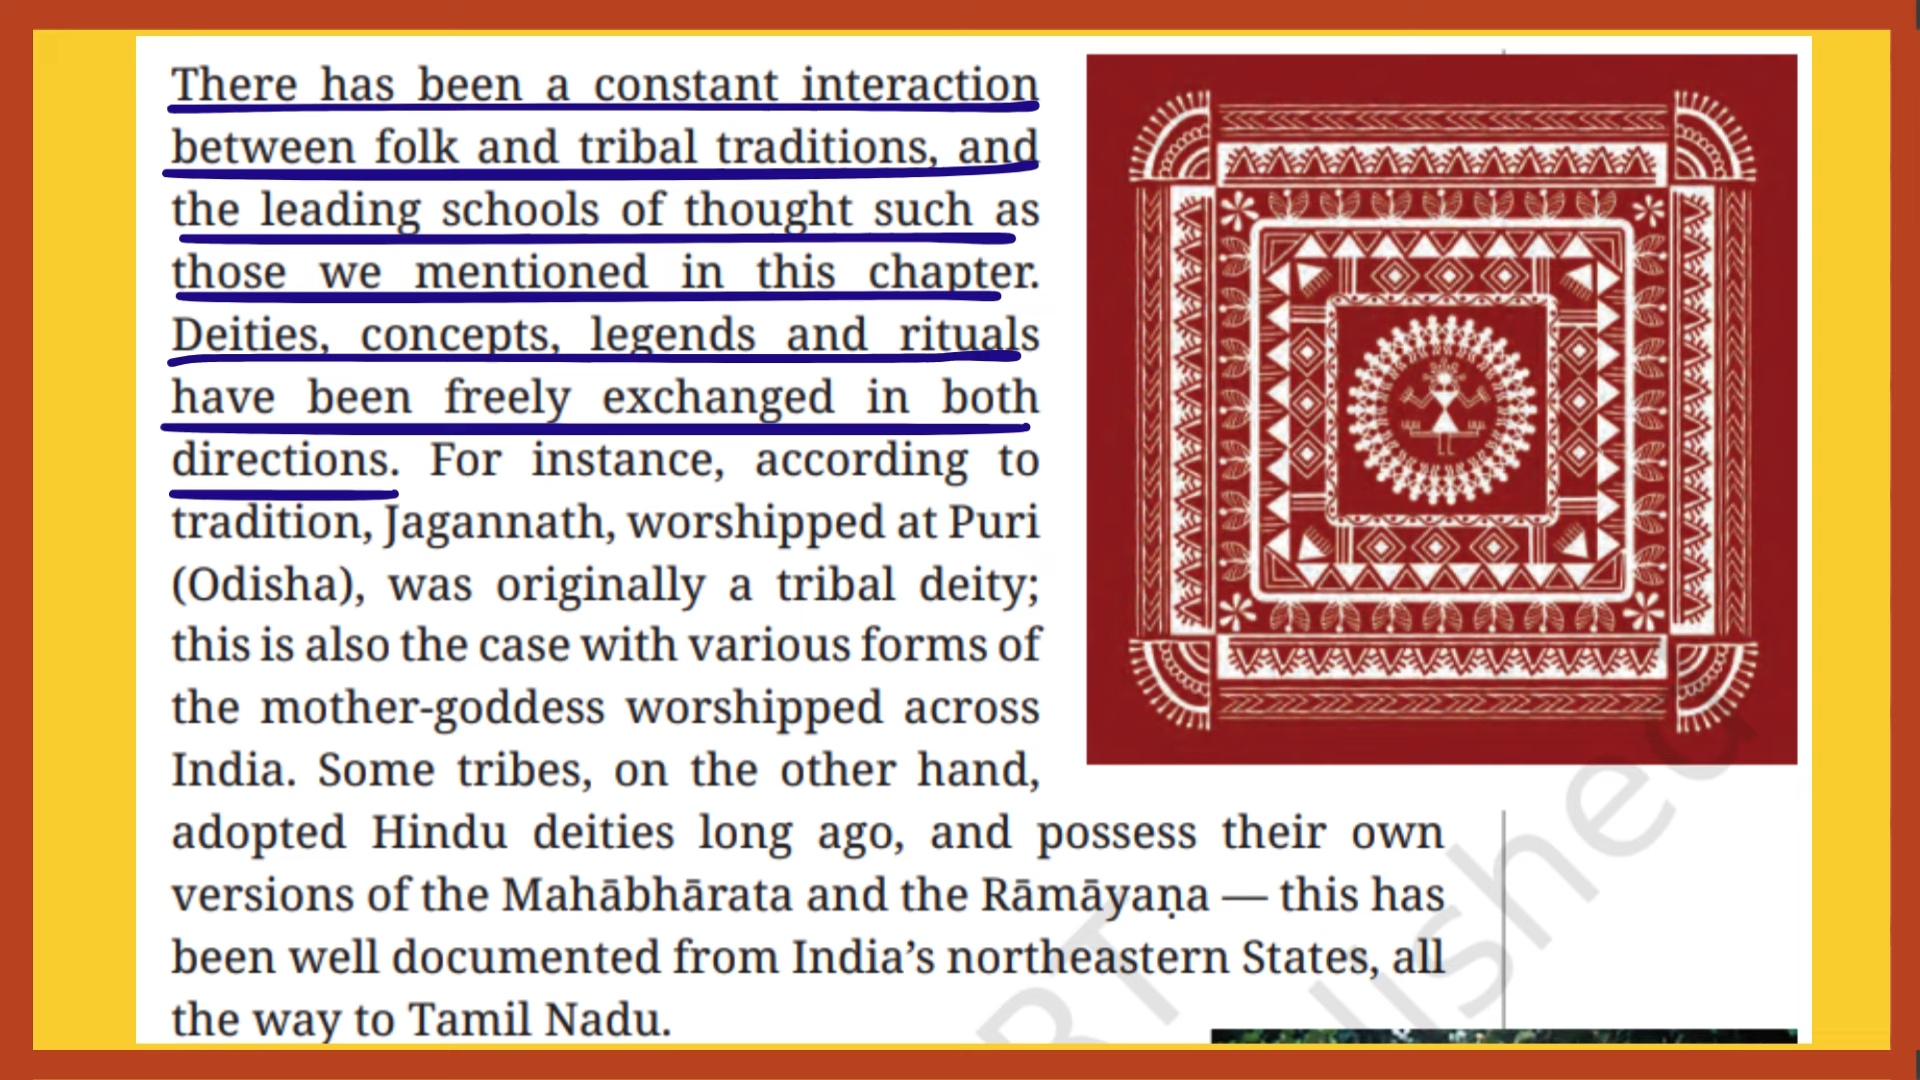 There has been a constant interaction
between folk and tribal traditions, and
the leading schools of thought such as
those we mentioned in this chapter.
Deities, concepts, legends and rituals
have been freely exchanged in both
directions. For instance, according to
tradition, Jagannath, worshipped at Puri
(Odisha), was originally a tribal deity;
this is also the case with various forms of
the mother-goddess worshipped across
India. Some tribes, on the other hand,
adopted Hindu deities long ago, and possess their own
versions of the Mahābhārata and the Rāmāyaṇa — this has
been well documented from India’s northeastern States, all
the way to Tamil Nadu.